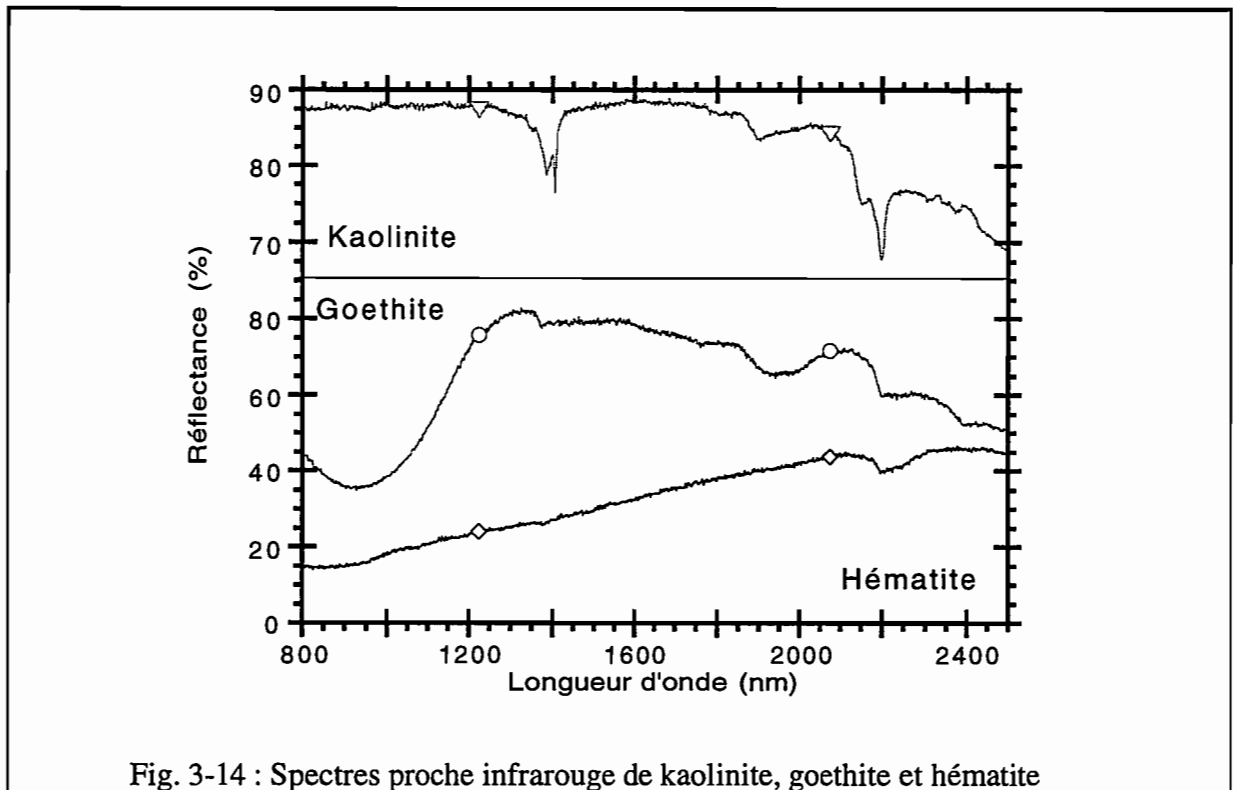 90
80
70
Kaolinite
Goethite
80
60
40
20
0
Hématite
Réflectance (%)
800 1200 1600 2000 2400
Longueur d'onde (nm)
Fig. 3-14 : Spectres proche infrarouge de kaolinite, goethite et hématite